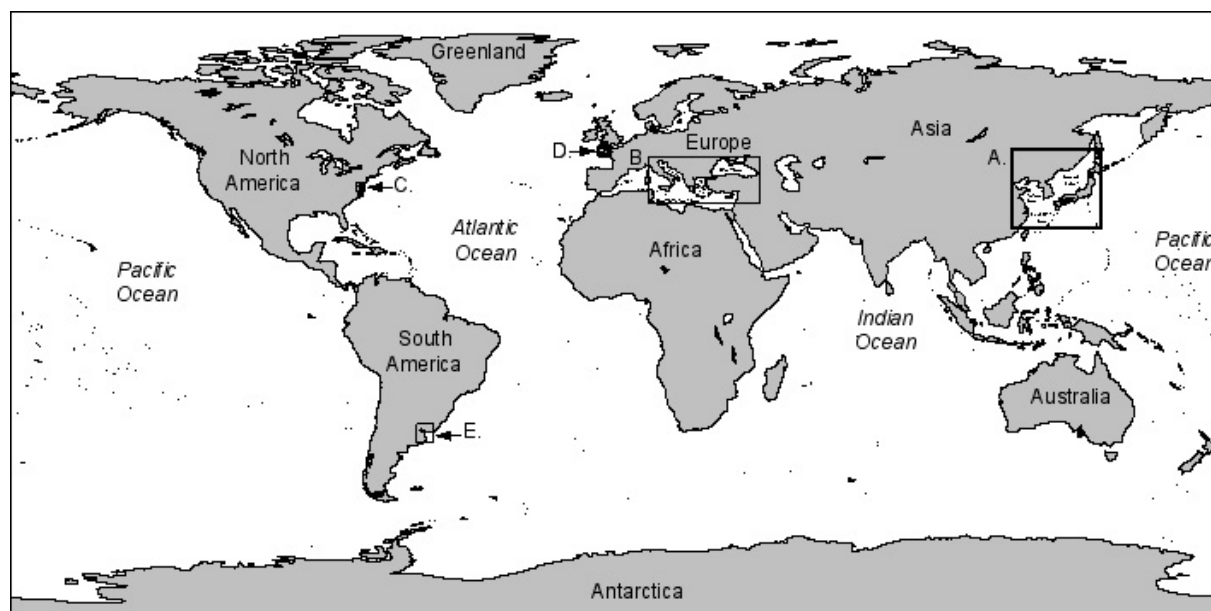 Greenland
Asia
Europe
D.
B.
A.
North
America
C.
Atlantic
Ocean
Africa
Pacific
Ocean
Pacific
Ocean
Indian
Ocean
South
America
Australia
E.
Antarctica